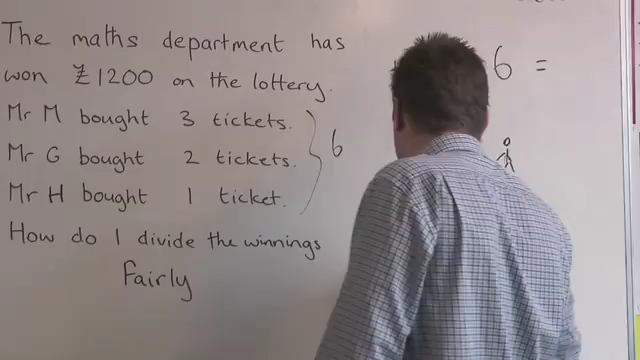 The maths department has
won £1200 on the lottery.
Mr M bought 3 tickets.
Mr G bought 2 tickets.
Mr H bought 1 ticket.
6
How do I divide the winnings
Fairly
6 =